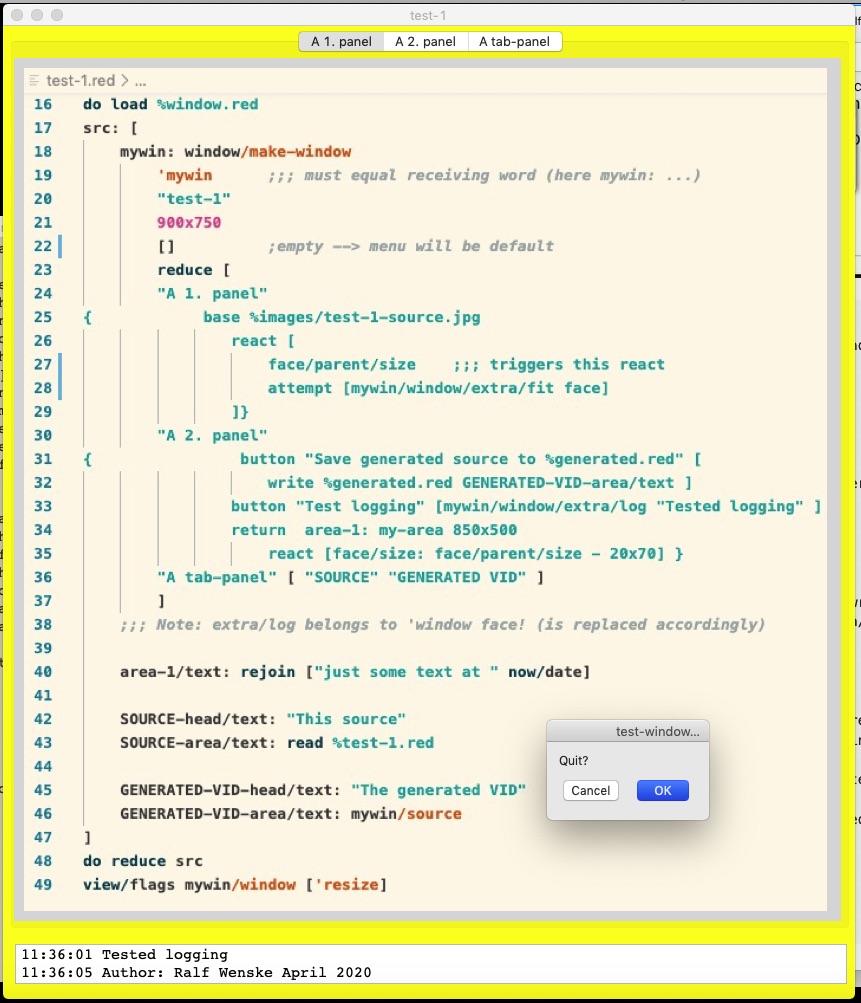 test-1
A 1. panel A 2. panel A tab-panel
test-1.red > ...
16 do load %window.red
17 src: [
18 mywin: window/make-window
19 'mywin ;;; must equal receiving word (here mywin: ...)
20 "test-1"
21 900x750
22 [] ;empty --> menu will be default
23 reduce [
24 "A 1. panel"
25 { base %images/test-1-source.jpg
26 react [
27 face/parent/size ;;; triggers this react
28 attempt [mywin/window/extra/fit face]
29 ]}
30 "A 2. panel"
31 { button "Save generated source to %generated.red" [
32 write %generated.red GENERATED-VID-area/text ]
33 button "Test logging" [mywin/window/extra/log "Tested logging" ]
34 return area-1: my-area 850x500
35 react [face/size: face/parent/size - 20x70] }
36 "A tab-panel" [ "SOURCE" "GENERATED VID" ]
37 ]
38 ;;; Note: extra/log belongs to 'window face! (is replaced accordingly)
39
40 area-1/text: rejoin ["just some text at " now/date]
41
42 SOURCE-head/text: "This source"
43 SOURCE-area/text: read %test-1.red
44
45 GENERATED-VID-head/text: "The generated VID"
46 GENERATED-VID-area/text: mywin/source
47 ]
48 do reduce src
49 view/flags mywin/window ['resize]
test-window...
Quit?
Cancel OK
11:36:01 Tested logging
11:36:05 Author: Ralf Wenske April 2020